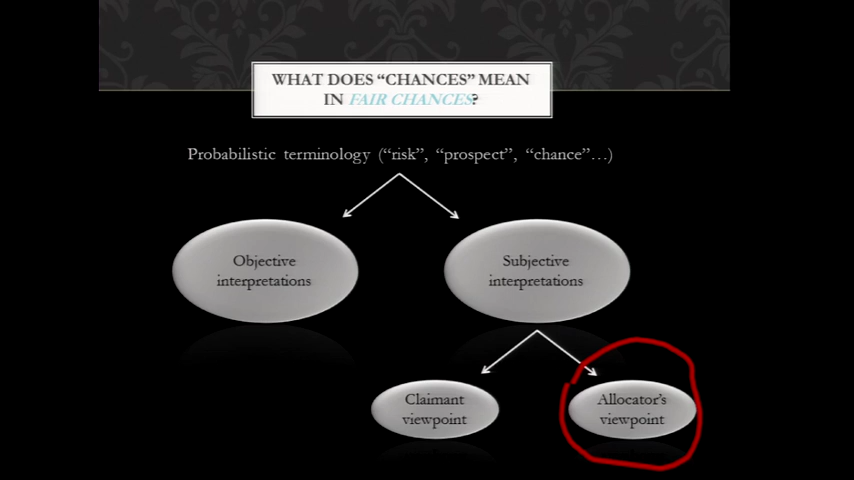 WHAT DOES “CHANCES” MEAN
IN FAIR CHANCES?
Probabilistic terminology (“risk”, “prospect”, “chance”…)
Objective
interpretations
Subjective
interpretations
Claimant
viewpoint
Allocator’s
viewpoint